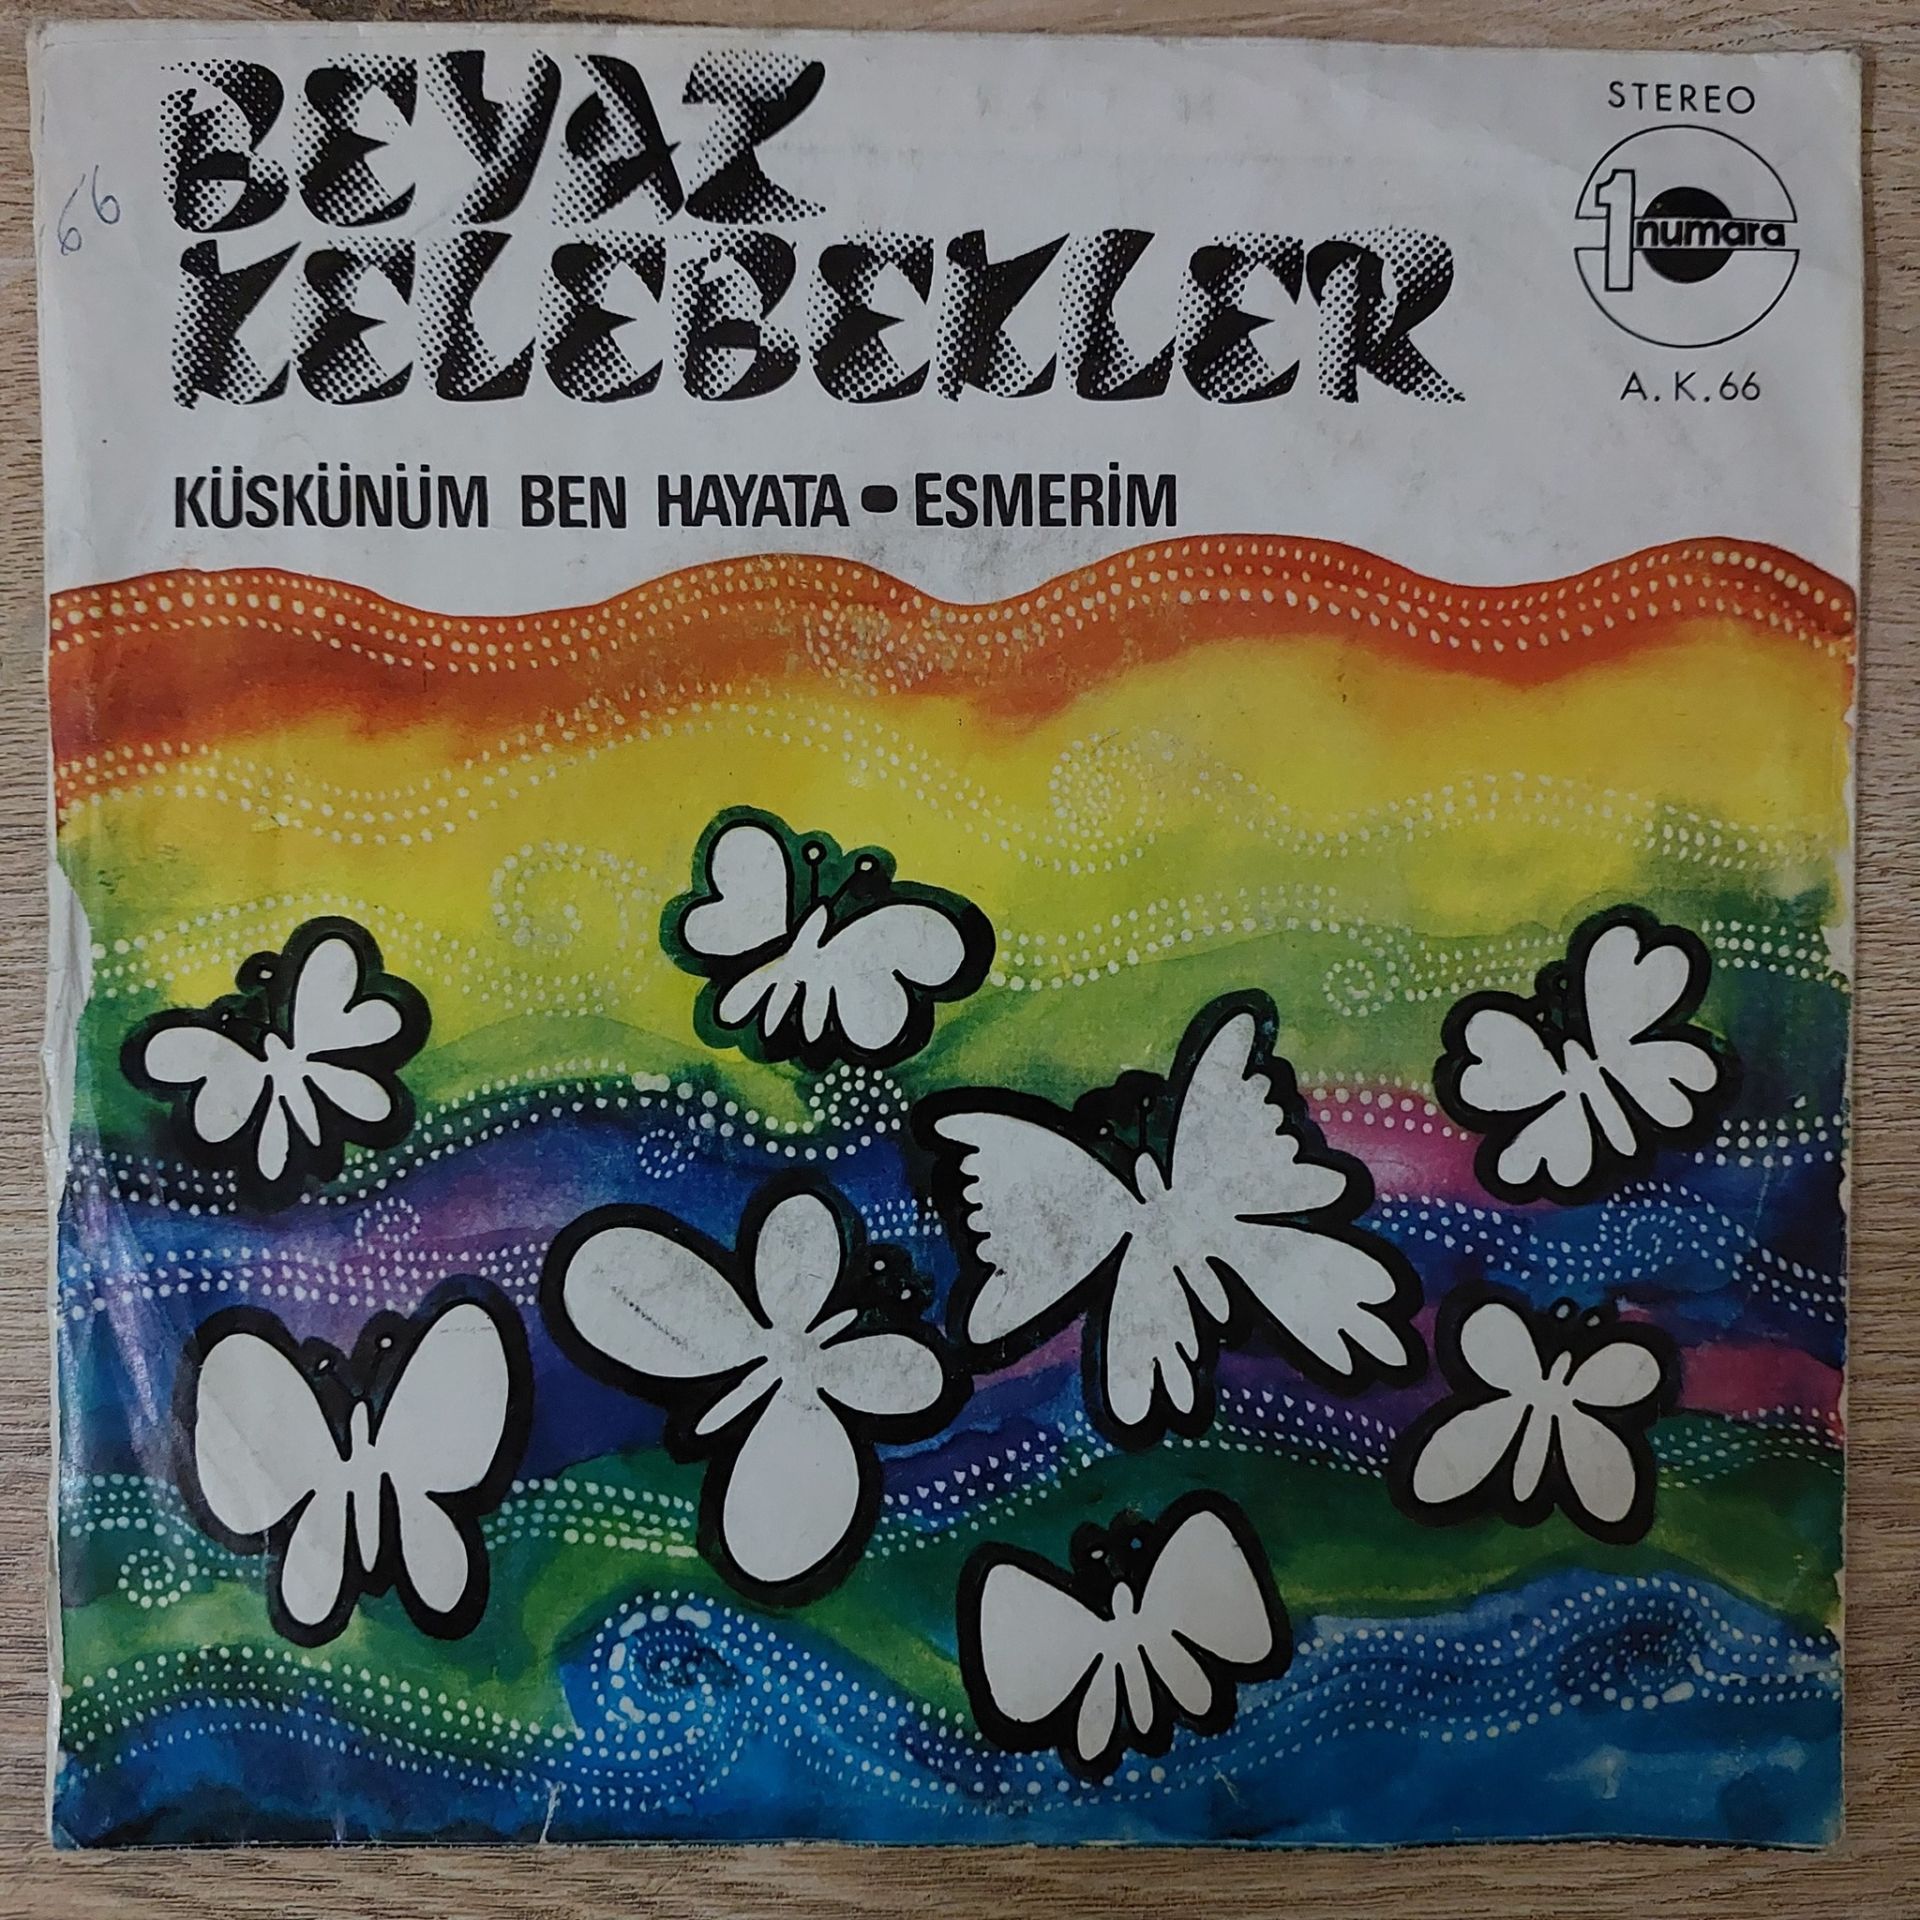 BEYAZ
KELEBEKLER
STEREO
1 numara
A. K. 66
66
KÜSKÜNÜM BEN HAYATA • ESMERİM